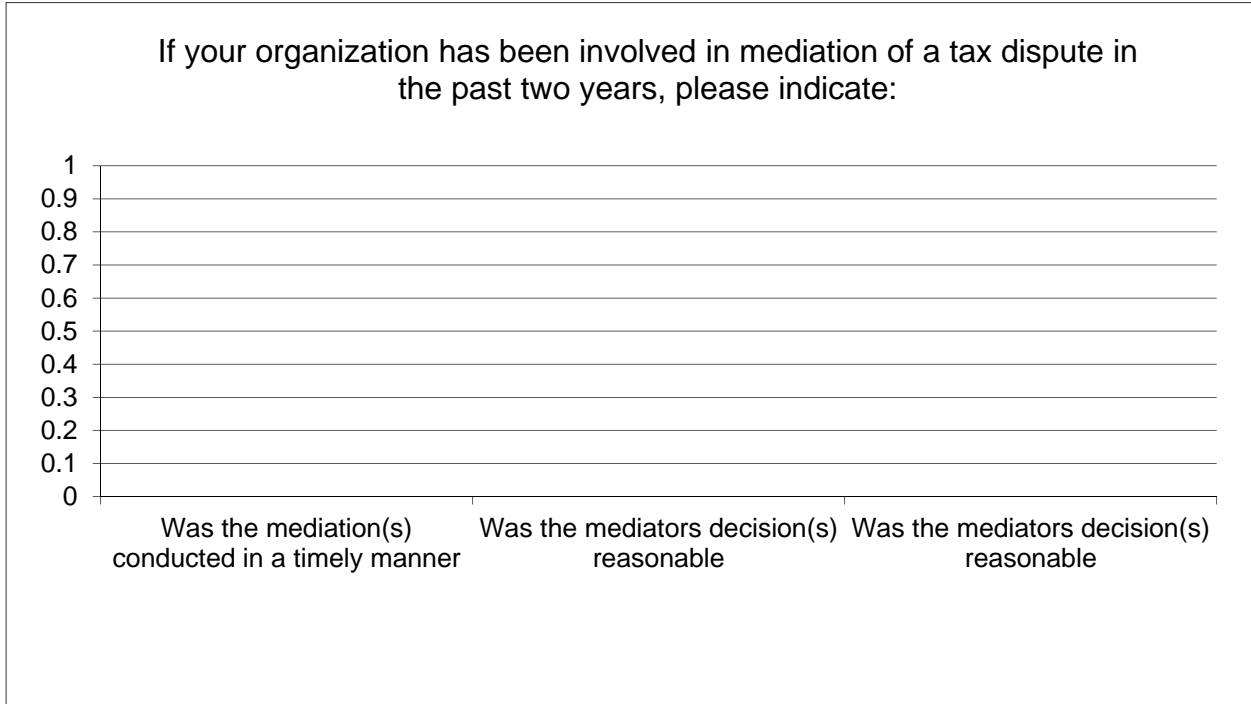 If your organization has been involved in mediation of a tax dispute in
the past two years, please indicate:
1
0.9
0.8
0.7
0.6
0.5
0.4
0.3
0.2
0.1
0
Was the mediation(s)
conducted in a timely manner
Was the mediators decision(s)
reasonable
Was the mediators decision(s)
reasonable